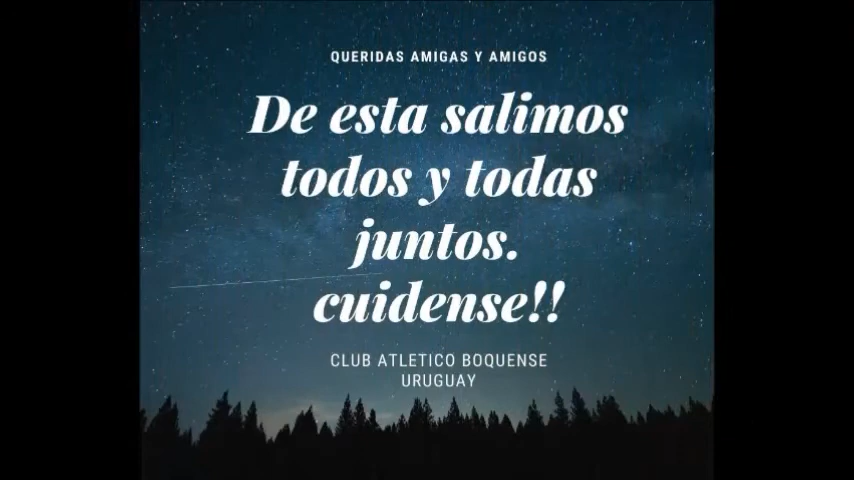 QUERIDAS AMIGAS Y AMIGOS
De esta salimos
todos y todas
juntos.
cuidense!!
CLUB ATLETICO BOQUENSE
URUGUAY